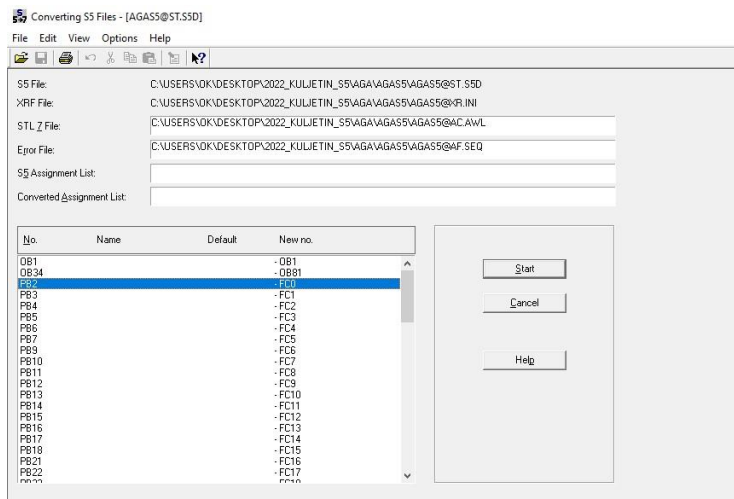 Converting S5 Files - [AGAS5@ST.S5D]
File Edit View Options Help
S5 File: C:\USERS\OK\DESKTOP\2022_KULJETIN_S5\AGA\AGAS5\AGAS5@ST.S5D
XRF File: C:\USERS\OK\DESKTOP\2022_KULJETIN_S5\AGA\AGAS5\AGAS5@XR.INI
STL 7 File: C:\USERS\OK\DESKTOP\2022_KULJETIN_S5\AGA\AGAS5\AGAS5@AC.AWL
Error File: C:\USERS\OK\DESKTOP\2022_KULJETIN_S5\AGA\AGAS5\AGAS5@AF.SEQ
S5 Assignment List:
Converted Assignment List:
No. Name Default New no.
OB1 - OB1
OB34 - OB81
PB2 - FC0
PB3 - FC1
PB4 - FC2
PB5 - FC3
PB6 - FC4
PB7 - FC5
PB9 - FC6
PB10 - FC7
PB11 - FC8
PB12 - FC9
PB13 - FC10
PB14 - FC11
PB15 - FC12
PB16 - FC13
PB17 - FC14
PB18 - FC15
PB21 - FC16
PB22 - FC17
Start
Cancel
Help